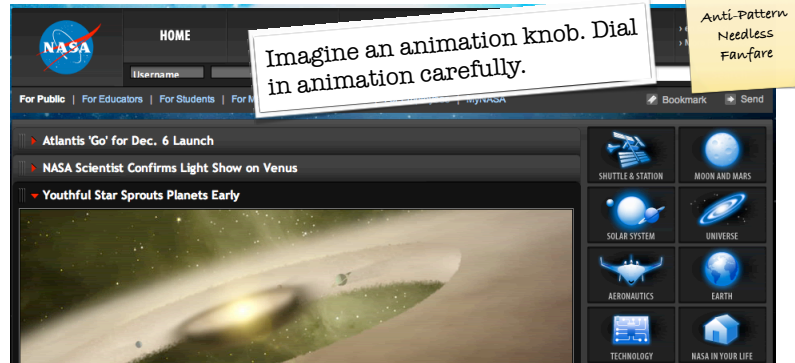 Anti-Pattern
Needless
Fanfare
Imagine an animation knob. Dial
in animation carefully.
NASA
HOME
Username
For Public | For Educators | For Students | For M
MyNASA
Bookmark
Send
Atlantis 'Go' for Dec. 6 Launch
NASA Scientist Confirms Light Show on Venus
Youthful Star Sprouts Planets Early
SHUTTLE & STATION
MOON AND MARS
SOLAR SYSTEM
UNIVERSE
AERONAUTICS
EARTH
TECHNOLOGY
NASA IN YOUR LIFE